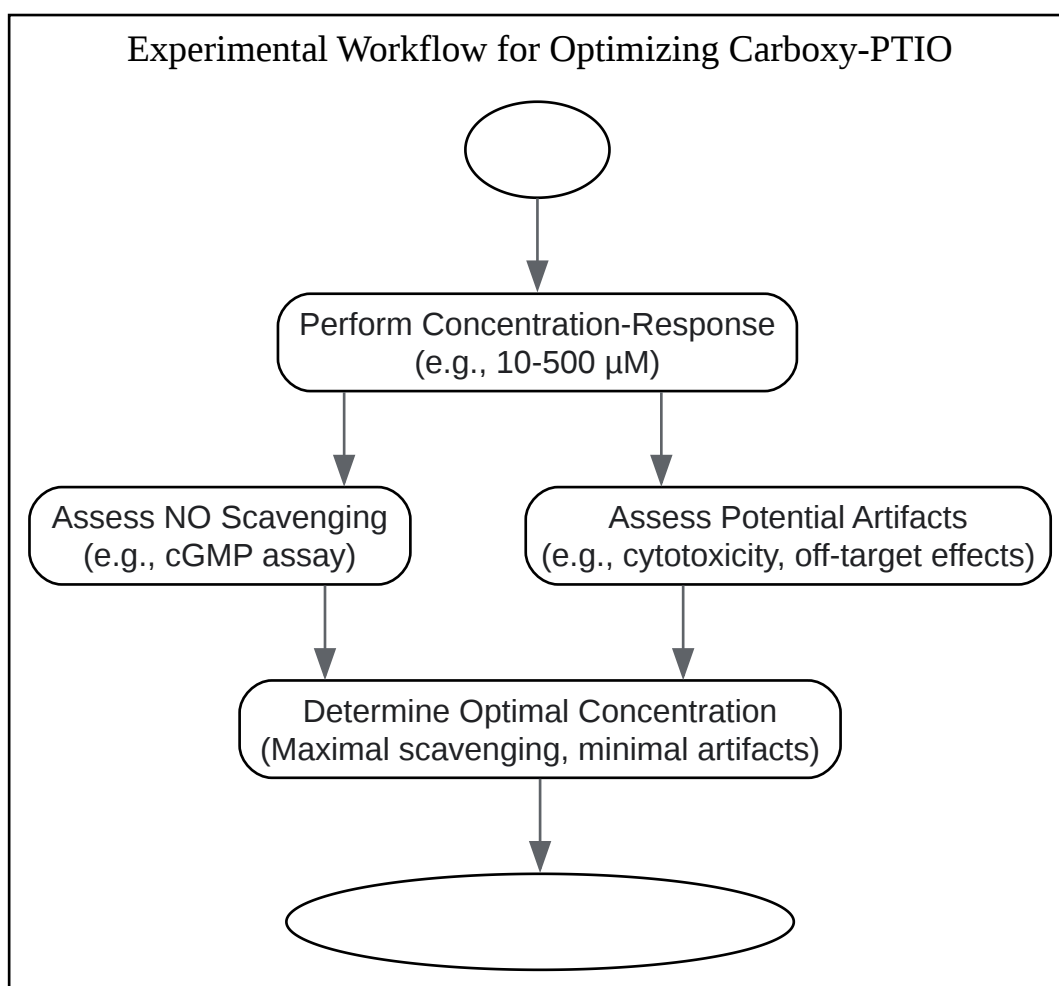 Experimental Workflow for Optimizing Carboxy-PTIO
Perform Concentration-Response
(e.g., 10-500 µM)
Assess NO Scavenging
(e.g., cGMP assay)
Assess Potential Artifacts
(e.g., cytotoxicity, off-target effects)
Determine Optimal Concentration
(Maximal scavenging, minimal artifacts)